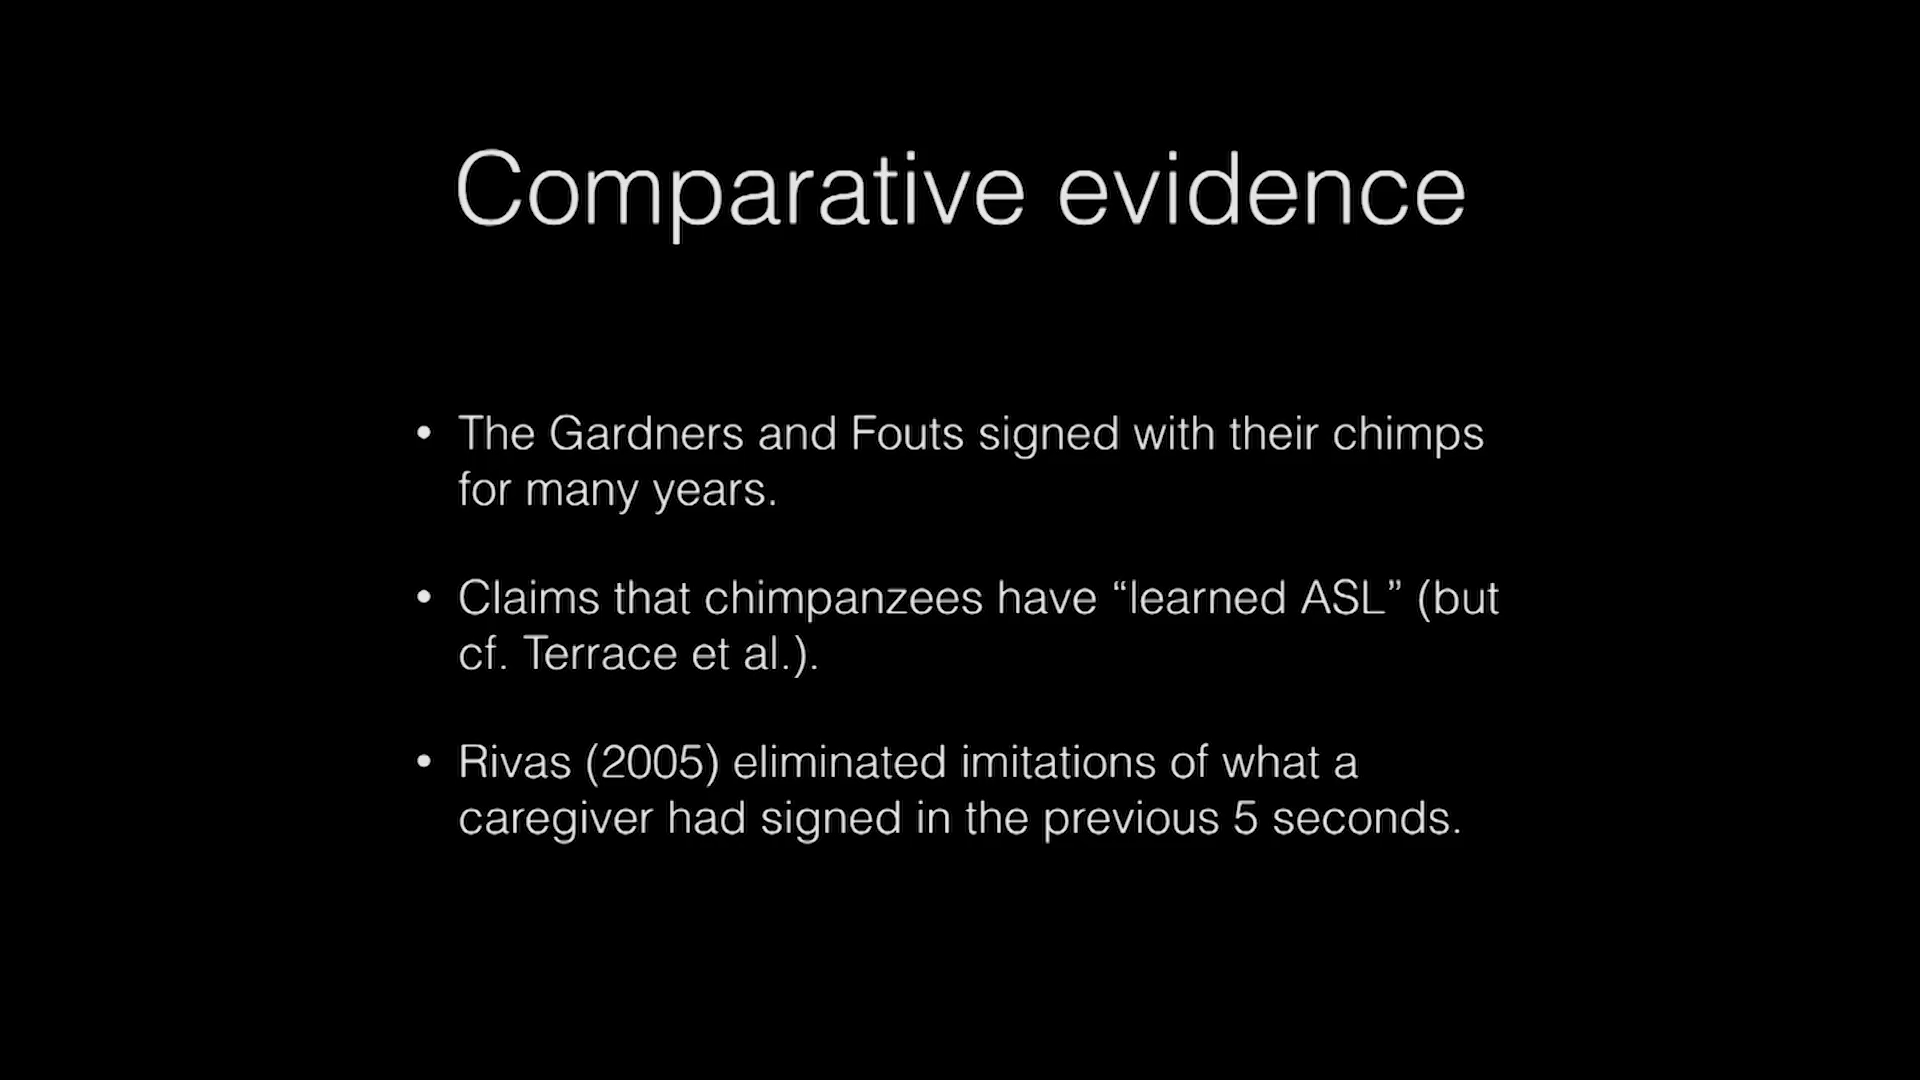 Comparative evidence
• The Gardners and Fouts signed with their chimps
for many years.
• Claims that chimpanzees have “learned ASL” (but
cf. Terrace et al.).
• Rivas (2005) eliminated imitations of what a
caregiver had signed in the previous 5 seconds.